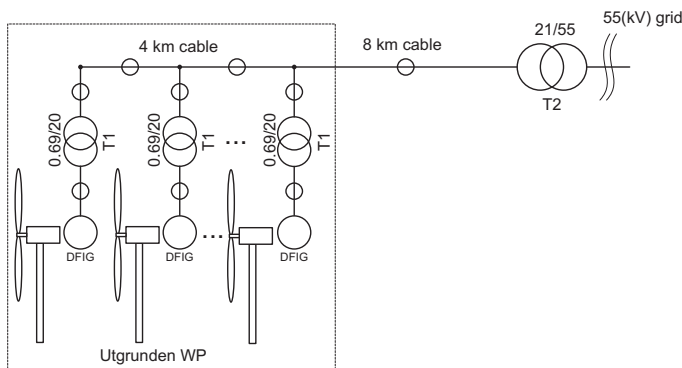 55(kV) grid
21/55
4 km cable
8 km cable
T2
0.69/20
T1
0.69/20
T1
...
0.69/20
T1
...
DFIG
DFIG
DFIG
Utgrunden WP